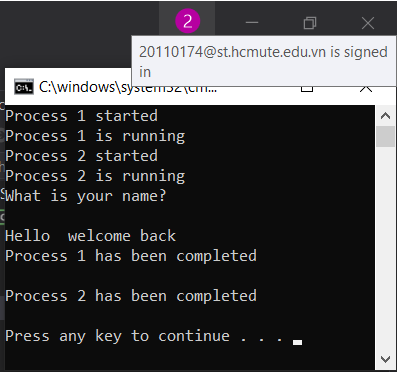 2
20110174@st.hcmute.edu.vn is signed
in
C:\windows\system32\cm...
Process 1 started
Process 1 is running
Process 2 started
Process 2 is running
What is your name?
Hello  welcome back
Process 1 has been completed
Process 2 has been completed
Press any key to continue . . .